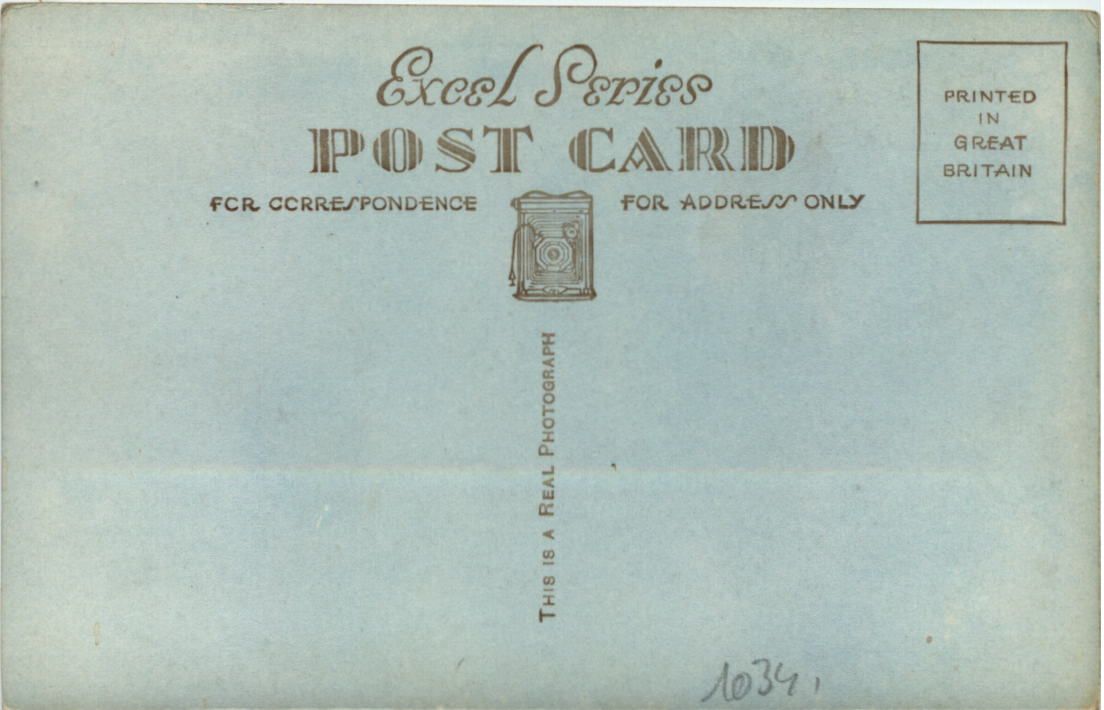 Excel Series
POST CARD
PRINTED
IN
GREAT
BRITAIN
FOR CORRESPONDENCE
FOR ADDRESS ONLY
THIS IS A REAL PHOTOGRAPH
1034,